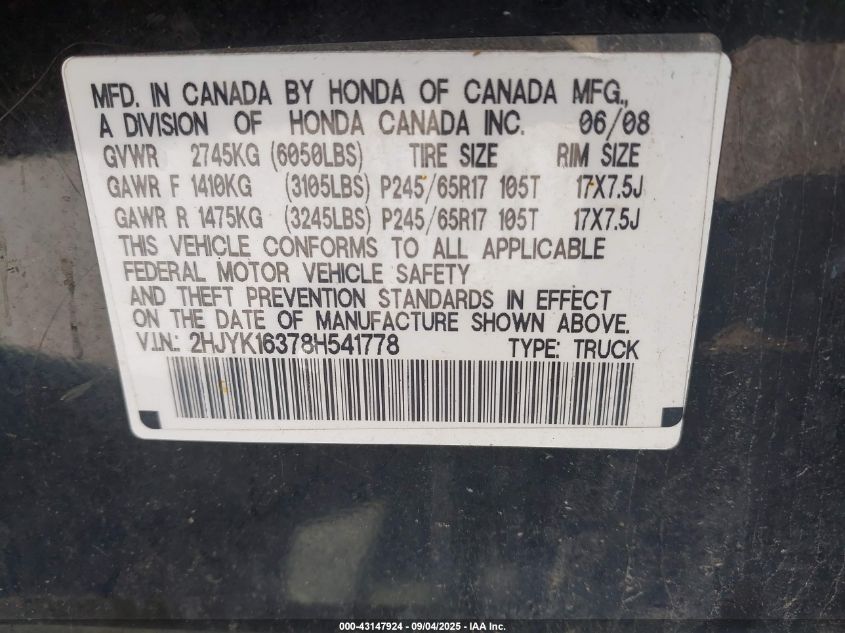 MFD. IN CANADA BY HONDA OF CANADA MFG.,
A DIVISION OF HONDA CANADA INC. 06/08
GVWR 2745KG (6050LBS) TIRE SIZE RIM SIZE
GAWR F 1410KG (3105LBS) P245/65R17 105T 17X7.5J
GAWR R 1475KG (3245LBS) P245/65R17 105T 17X7.5J
THIS VEHICLE CONFORMS TO ALL APPLICABLE
FEDERAL MOTOR VEHICLE SAFETY
AND THEFT PREVENTION STANDARDS IN EFFECT
ON THE DATE OF MANUFACTURE SHOWN ABOVE.
V.I.N.: 2HJYK16378H541778 TYPE: TRUCK
000-43147924 - 09/04/2025 - IAA Inc.